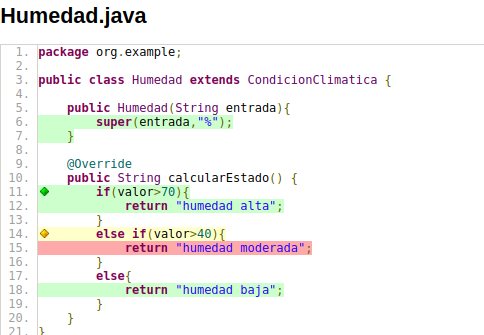 Humedad.java
1. package org.example;
2.
3. public class Humedad extends CondicionClimatica {
4.
5. public Humedad(String entrada){
6. super(entrada,"%");
7. }
8.
9. @Override
10. public String calcularEstado() {
11. if(valor>70){
12. return "humedad alta";
13. }
14. else if(valor>40){
15. return "humedad moderada";
16. }
17. else{
18. return "humedad baja";
19. }
20. }
21. }